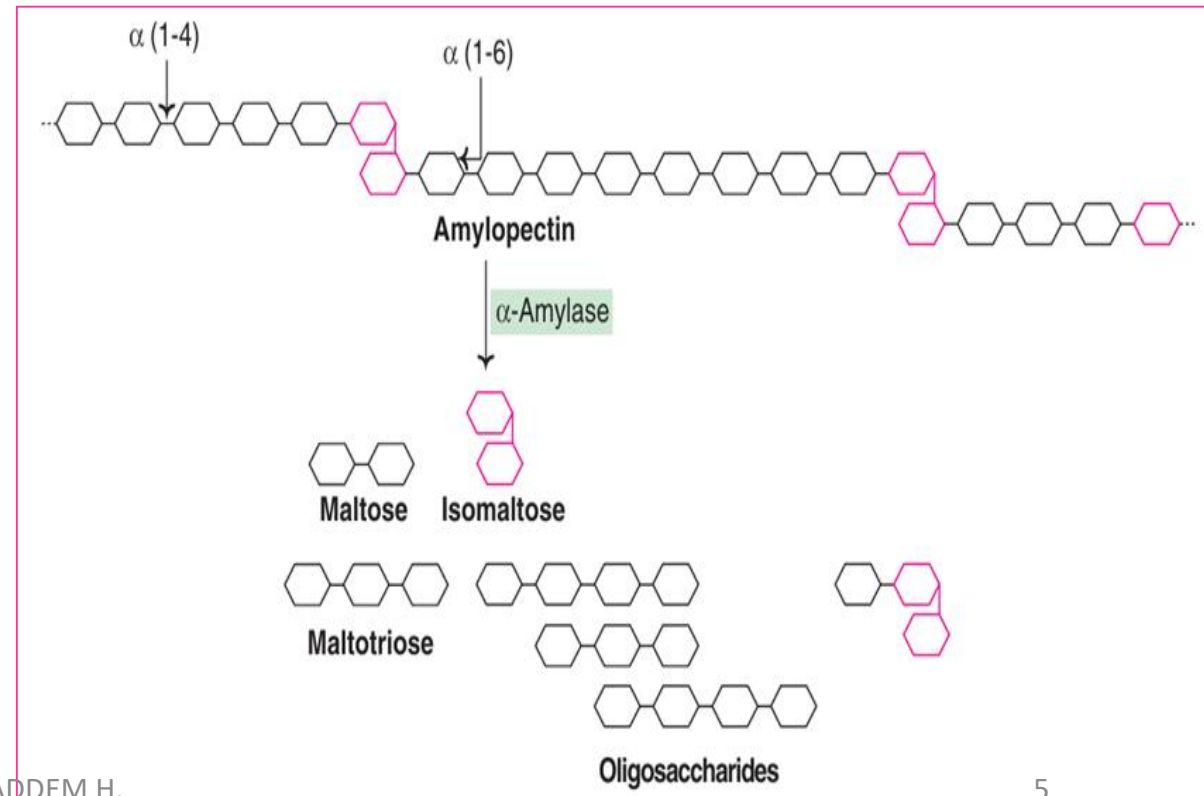 α (1-4)
α (1-6)
Amylopectin
α-Amylase
Maltose Isomaltose
Maltotriose
Oligosaccharides
H. 5